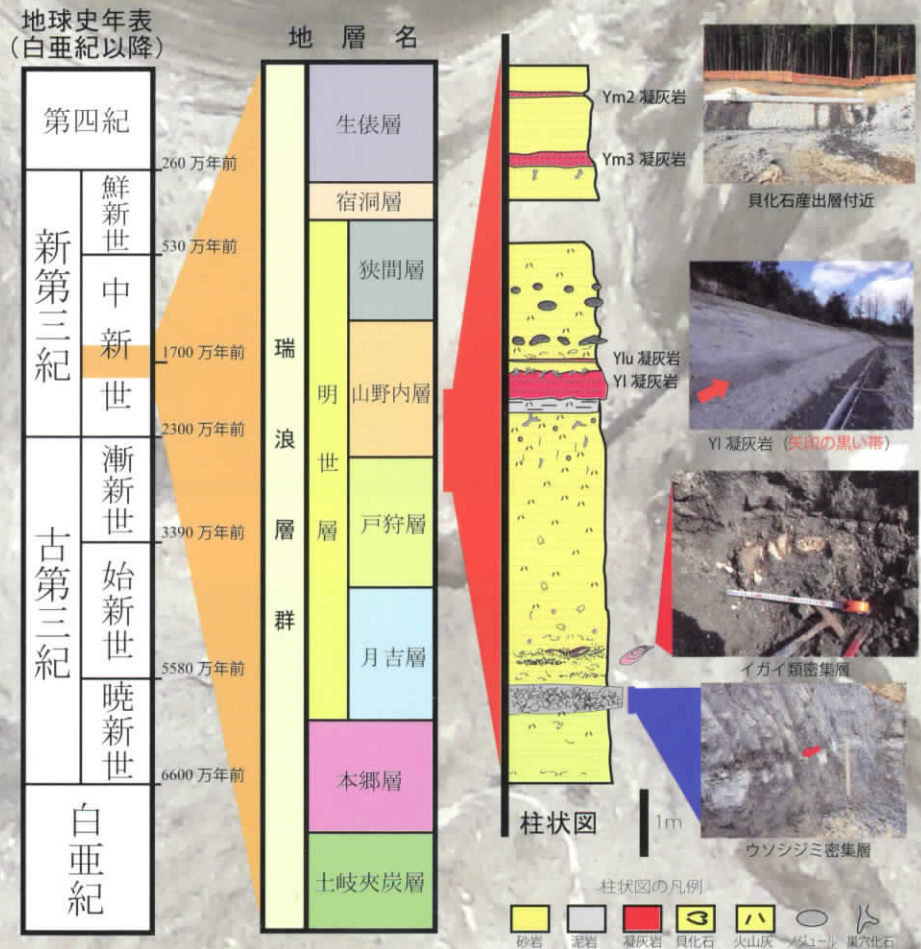 地球史年表
(白亜紀以降)
第四紀
260 万年前
新第三紀
鮮新世
530 万年前
中新世
1700 万年前
2300 万年前
古第三紀
漸新世
3390 万年前
始新世
5580 万年前
暁新世
6600 万年前
白亜紀
地層名
瑞浪層群
生俵層
宿洞層
明世層
狭間層
山野内層
戸狩層
月吉層
本郷層
土岐夾炭層
Ym2 凝灰岩
Ym3 凝灰岩
Ylu 凝灰岩
Yl 凝灰岩
柱状図
1m
貝化石産出層付近
Yl 凝灰岩 (矢印の黒い帯)
イガイ類密集層
ウソシジミ密集層
柱状図の凡例
砂岩
泥岩
凝灰岩
貝化石
火山灰
ノジュール
巣穴化石